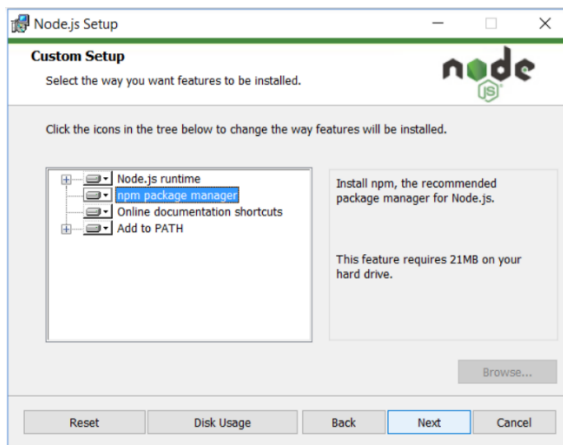 Node.js Setup
Custom Setup
Select the way you want features to be installed.
node
JS
Click the icons in the tree below to change the way features will be installed.
Node.js runtime
npm package manager
Online documentation shortcuts
Add to PATH
Install npm, the recommended
package manager for Node.js.
This feature requires 21MB on your
hard drive.
Browse...
Reset
Disk Usage
Back
Next
Cancel